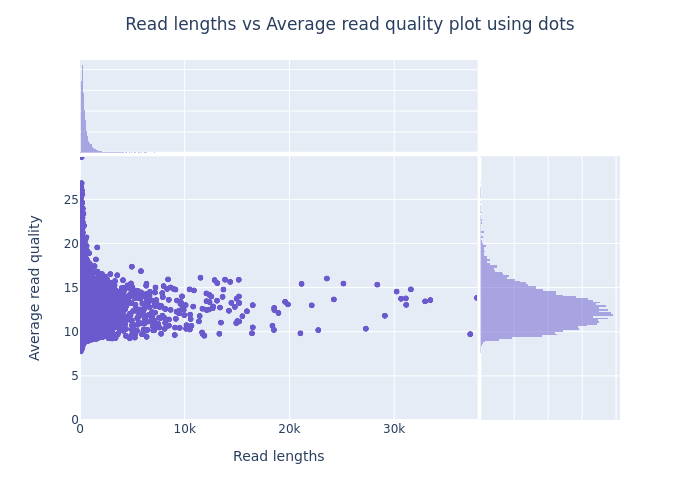 Read lengths vs Average read quality plot using dots
25
20
15
10
5
0
0
10k
20k
30k
Average read quality
Read lengths